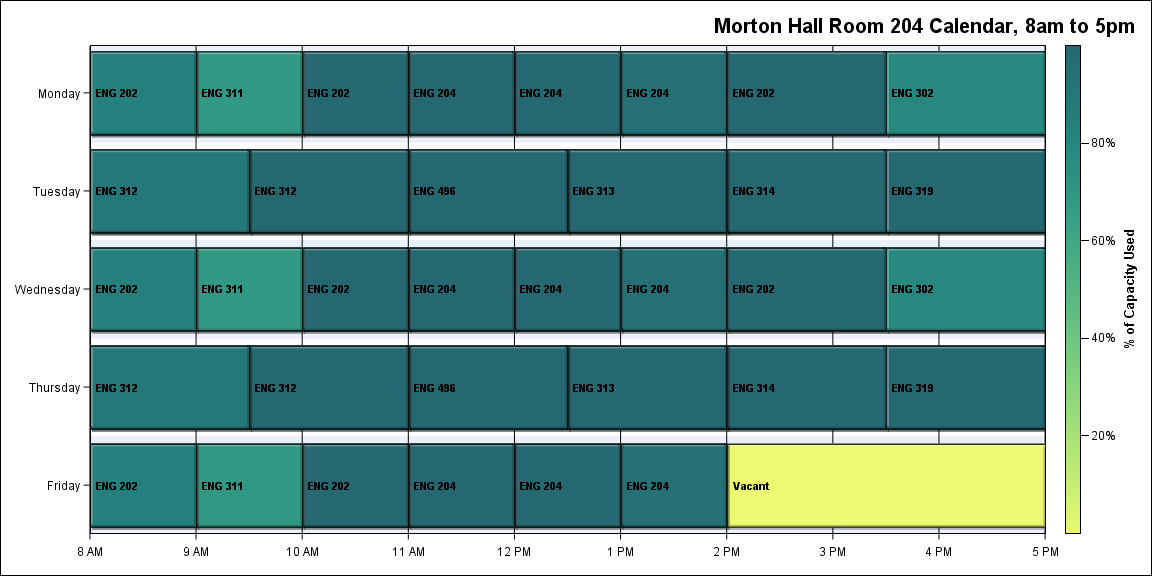 Morton Hall Room 204 Calendar, 8am to 5pm
Monday
ENG 202
ENG 311
ENG 202
ENG 204
ENG 204
ENG 204
ENG 202
ENG 302
Tuesday
ENG 312
ENG 312
ENG 496
ENG 313
ENG 314
ENG 319
Wednesday
ENG 202
ENG 311
ENG 202
ENG 204
ENG 204
ENG 204
ENG 202
ENG 302
Thursday
ENG 312
ENG 312
ENG 496
ENG 313
ENG 314
ENG 319
Friday
ENG 202
ENG 311
ENG 202
ENG 204
ENG 204
ENG 204
Vacant
8 AM
9 AM
10 AM
11 AM
12 PM
1 PM
2 PM
3 PM
4 PM
5 PM
80%
60%
40%
20%
% of Capacity Used